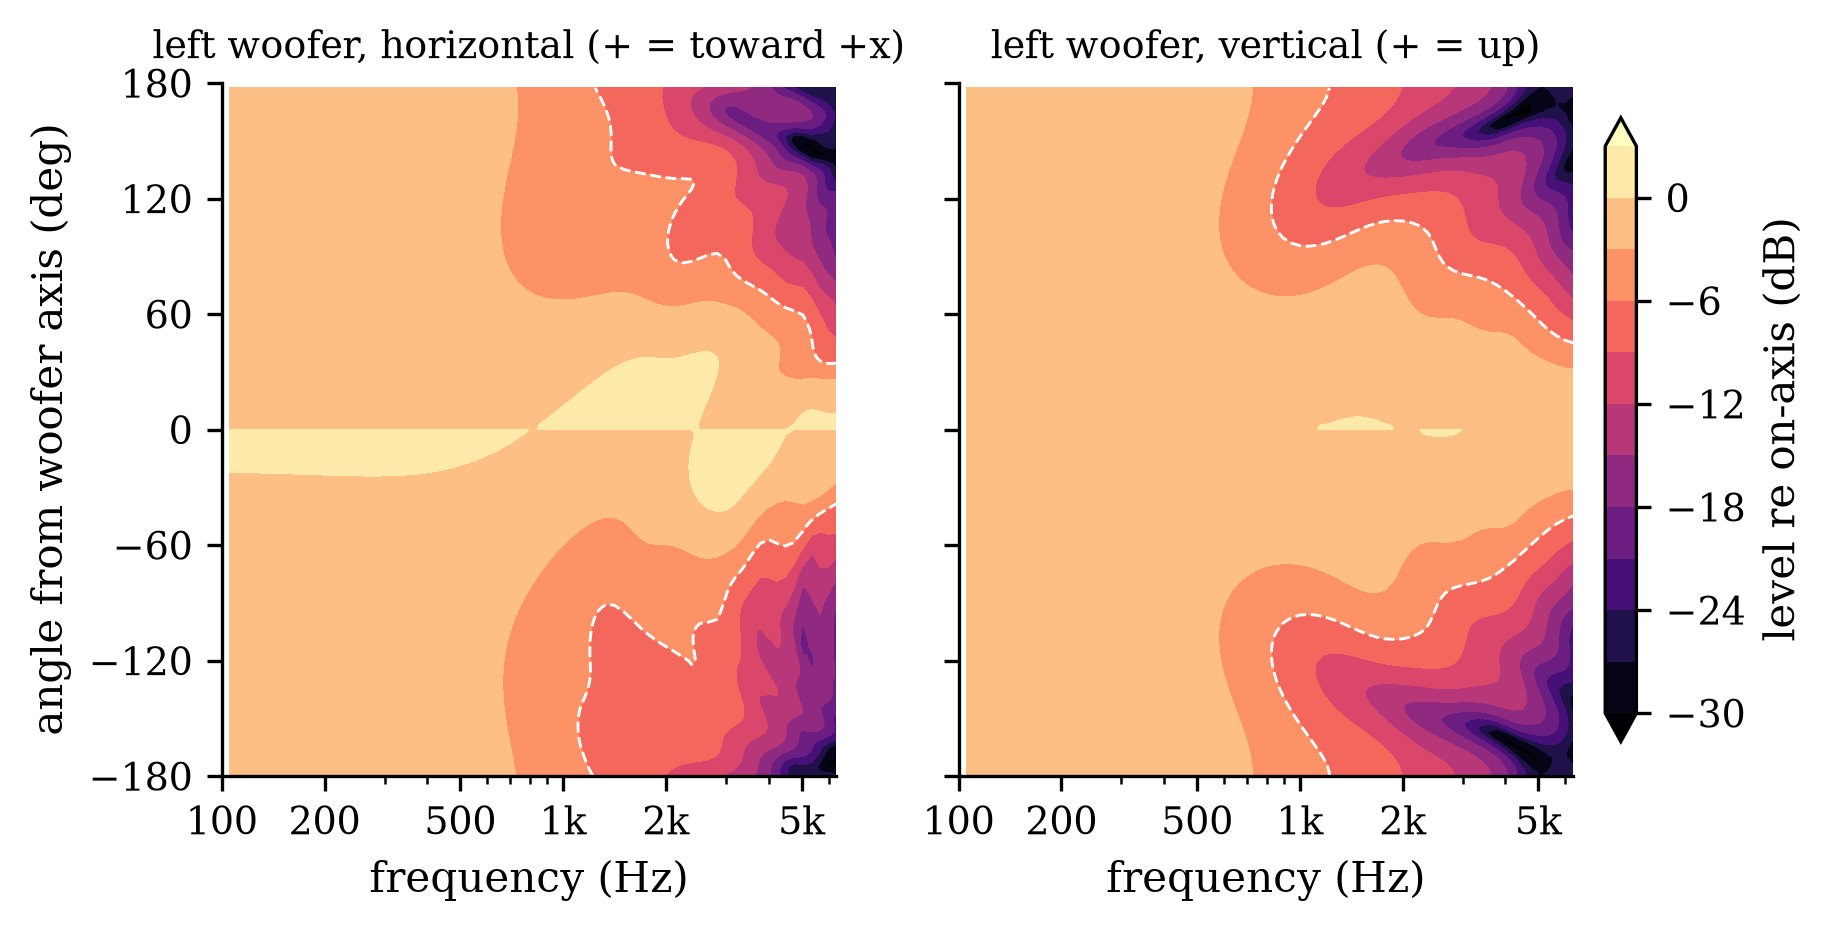 left woofer, horizontal (+ = toward +x)
left woofer, vertical (+ = up)
180
120
60
0
−60
−120
−180
angle from woofer axis (deg)
100 200 500 1k 2k 5k
frequency (Hz)
100 200 500 1k 2k 5k
frequency (Hz)
0
−6
−12
−18
−24
−30
level re on-axis (dB)